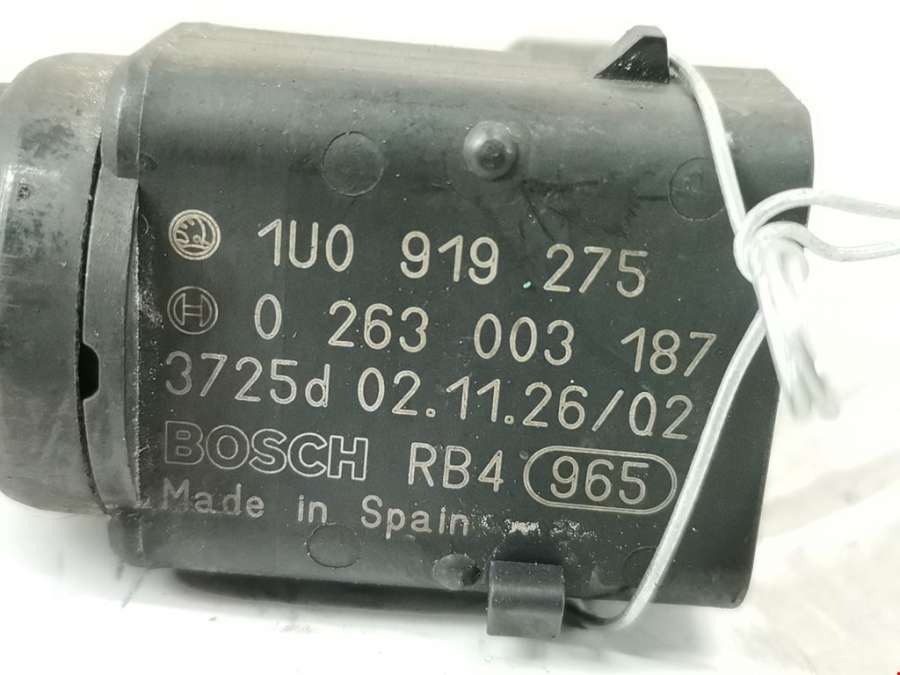 1U0 919 275
0 263 003 187
3725d 02.11.26/02
BOSCH RB4 965
Made in Spain